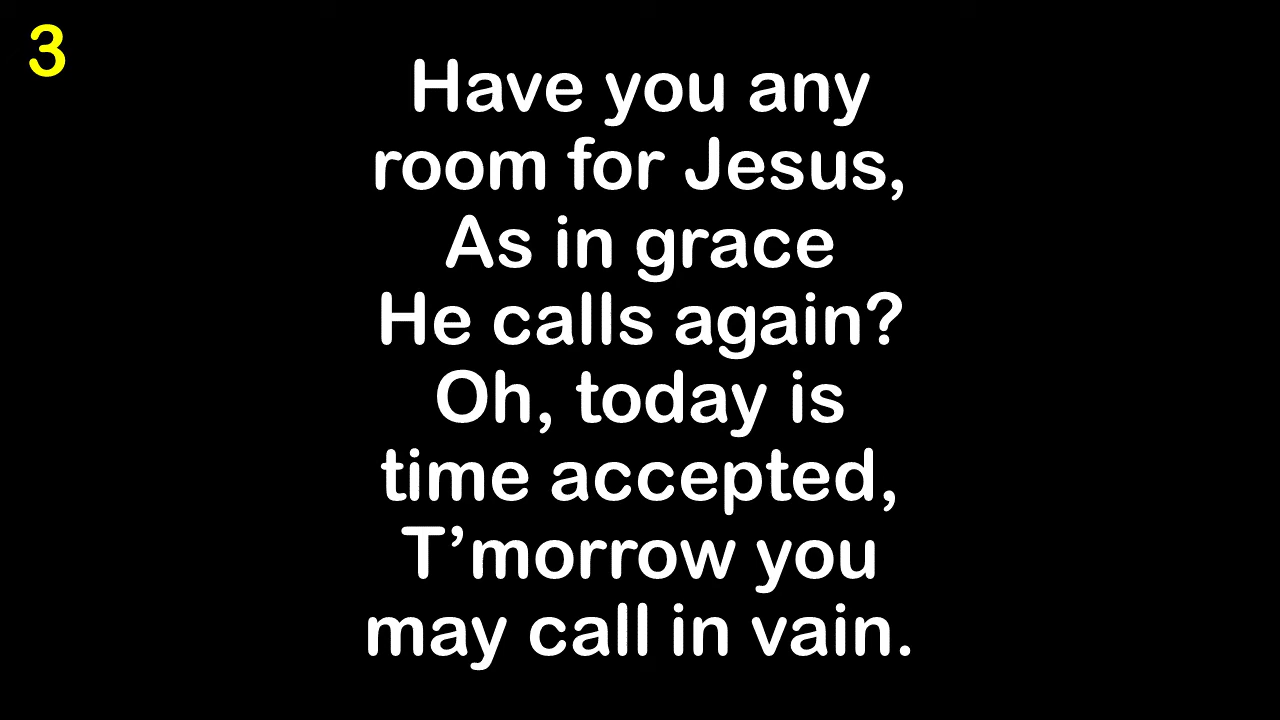 3
Have you any
room for Jesus,
As in grace
He calls again?
Oh, today is
time accepted,
T’morrow you
may call in vain.